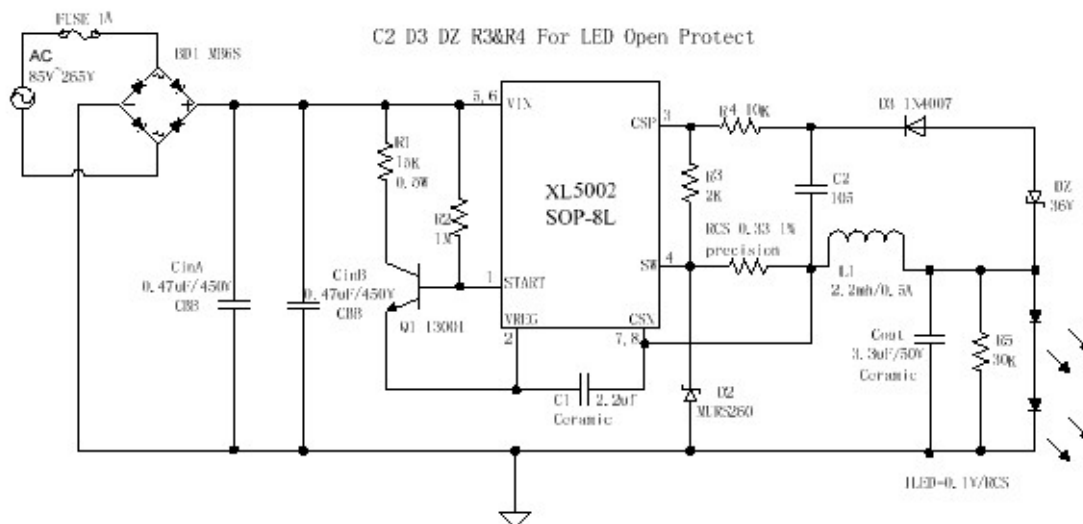 FUSE 1A
C2 D3 DZ R3&R4 For LED Open Protect
AC
85V~265V
BD1 MB6S
5,6
VIN
CSP
3
R4 10K
D3 1N4007
R1
15K
0.5W
R2
1M
XL5002
SOP-8L
R3
2K
C2
105
DZ
36V
RCS 0.33 1%
precision
SW
4
L1
2.2mh/0.5A
CinA
0.47uF/450V
CBB
CinB
0.47uF/450V
CBB
1
START
Q1 13001
VREG
2
CSN
7,8
C1
2.2uf
Ceramic
D2
MURS260
Cout
3.3uF/50V
Ceramic
R5
30K
ILED=0.1V/RCS